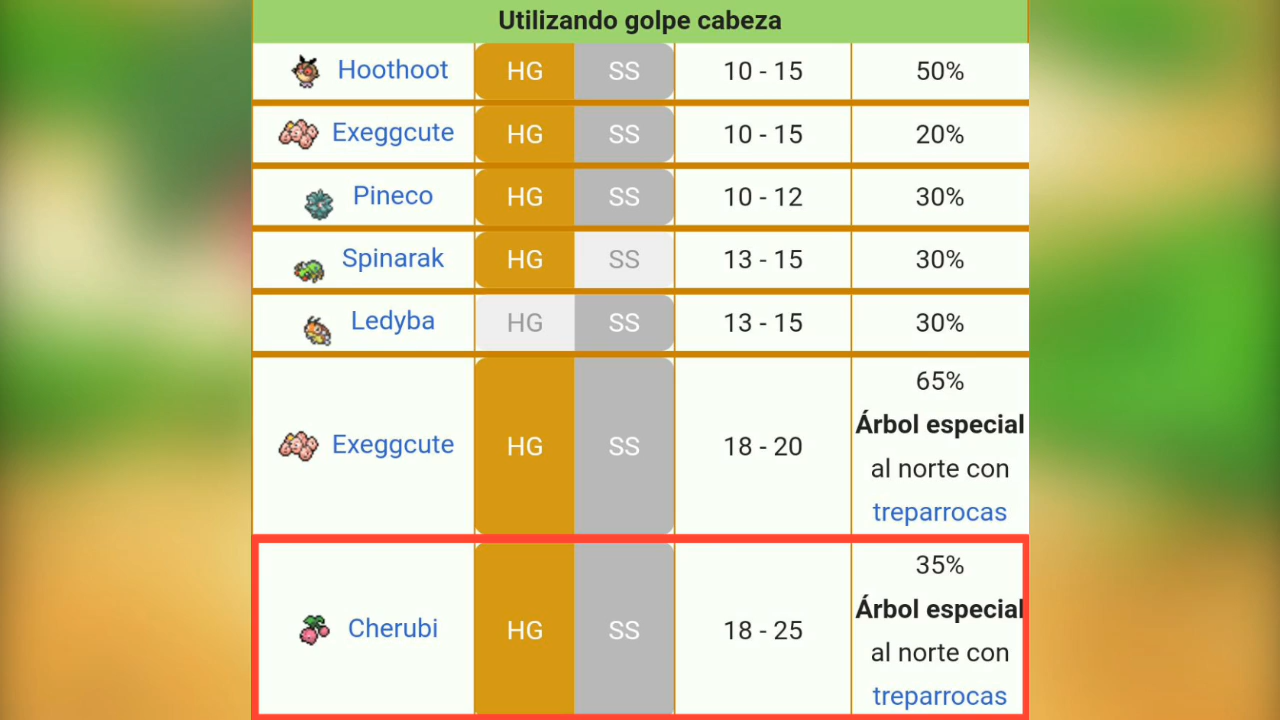 Utilizando golpe cabeza
Hoothoot HG SS 10 - 15 50%
Exeggcute HG SS 10 - 15 20%
Pineco HG SS 10 - 12 30%
Spinarak HG SS 13 - 15 30%
Ledyba HG SS 13 - 15 30%
Exeggcute HG SS 18 - 20 65%
Árbol especial
al norte con
treparrocas
Cherubi HG SS 18 - 25 35%
Árbol especial
al norte con
treparrocas